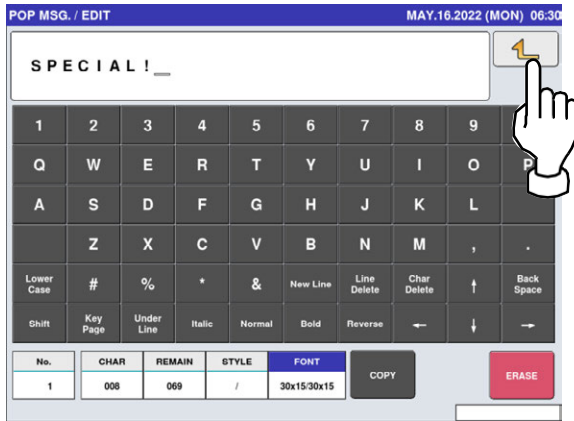 POP MSG. / EDIT MAY.16.2022 (MON) 06:30
SPECIAL!_
1 2 3 4 5 6 7 8 9
Q W E R T Y U I O P
A S D F G H J K L
Z X C V B N M , .
Lower Case # % * & New Line Line Delete Char Delete ↑ Back Space
Shift Key Page Under Line Italic Normal Bold Reverse ← ↓ →
No. CHAR REMAIN STYLE FONT COPY ERASE
1 008 069 / 30x15/30x15